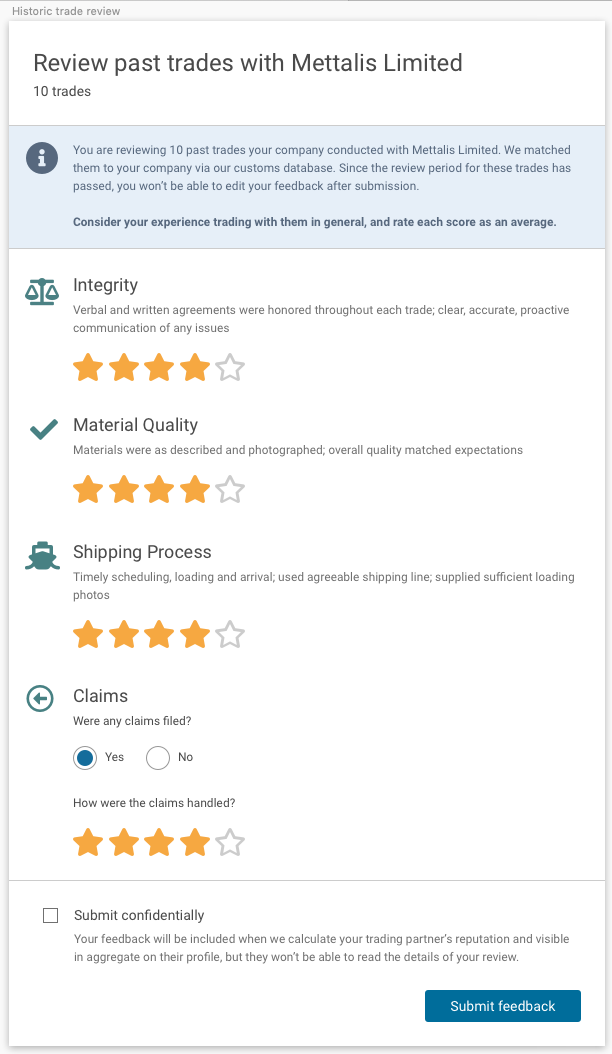 Historic trade review
Review past trades with Mettalis Limited
10 trades
You are reviewing 10 past trades your company conducted with Mettalis Limited. We matched
them to your company via our customs database. Since the review period for these trades has
passed, you won’t be able to edit your feedback after submission.
Consider your experience trading with them in general, and rate each score as an average.
Integrity
Verbal and written agreements were honored throughout each trade; clear, accurate, proactive
communication of any issues
Material Quality
Materials were as described and photographed; overall quality matched expectations
Shipping Process
Timely scheduling, loading and arrival; used agreeable shipping line; supplied sufficient loading
photos
Claims
Were any claims filed?
Yes No
How were the claims handled?
Submit confidentially
Your feedback will be included when we calculate your trading partner’s reputation and visible
in aggregate on their profile, but they won’t be able to read the details of your review.
Submit feedback